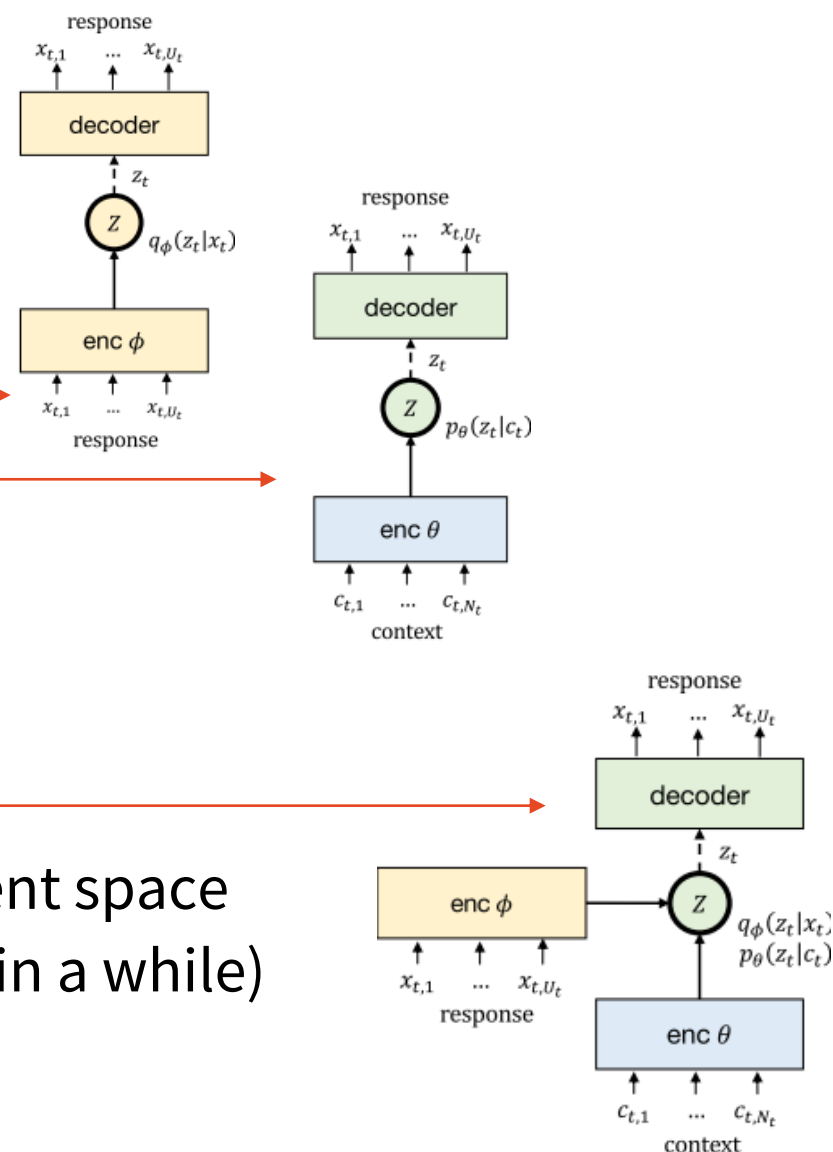 response
x_{t,1} ... x_{t,U_t}
decoder
z_t
Z
q_ϕ(z_t|x_t)
enc ϕ
x_{t,1} ... x_{t,U_t}
response
response
x_{t,1} ... x_{t,U_t}
decoder
z_t
Z
p_θ(z_t|c_t)
enc θ
c_{t,1} ... c_{t,N_t}
context
response
x_{t,1} ... x_{t,U_t}
decoder
z_t
ent space
in a while)
enc ϕ
x_{t,1} ... x_{t,U_t}
response
Z
q_ϕ(z_t|x_t)
p_θ(z_t|c_t)
enc θ
c_{t,1} ... c_{t,N_t}
context